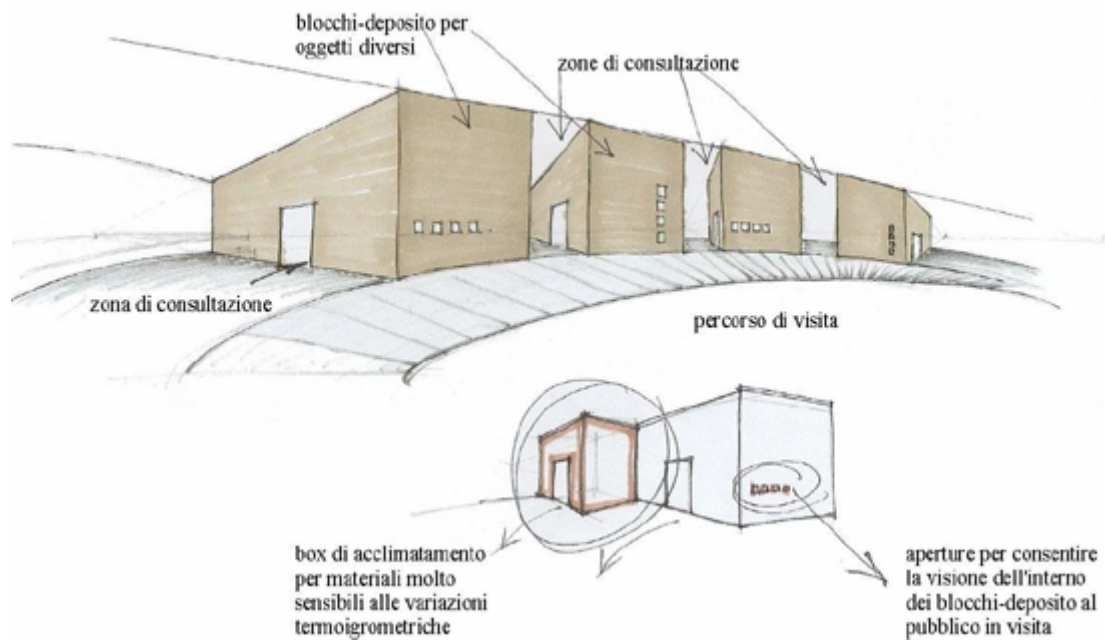 blocchi-deposito per
oggetti diversi
zone di consultazione
zona di consultazione
percorso di visita
box di acclimatamento
per materiali molto
sensibili alle variazioni
termoigrometriche
aperture per consentire
la visione dell'interno
dei blocchi-deposito al
pubblico in visita